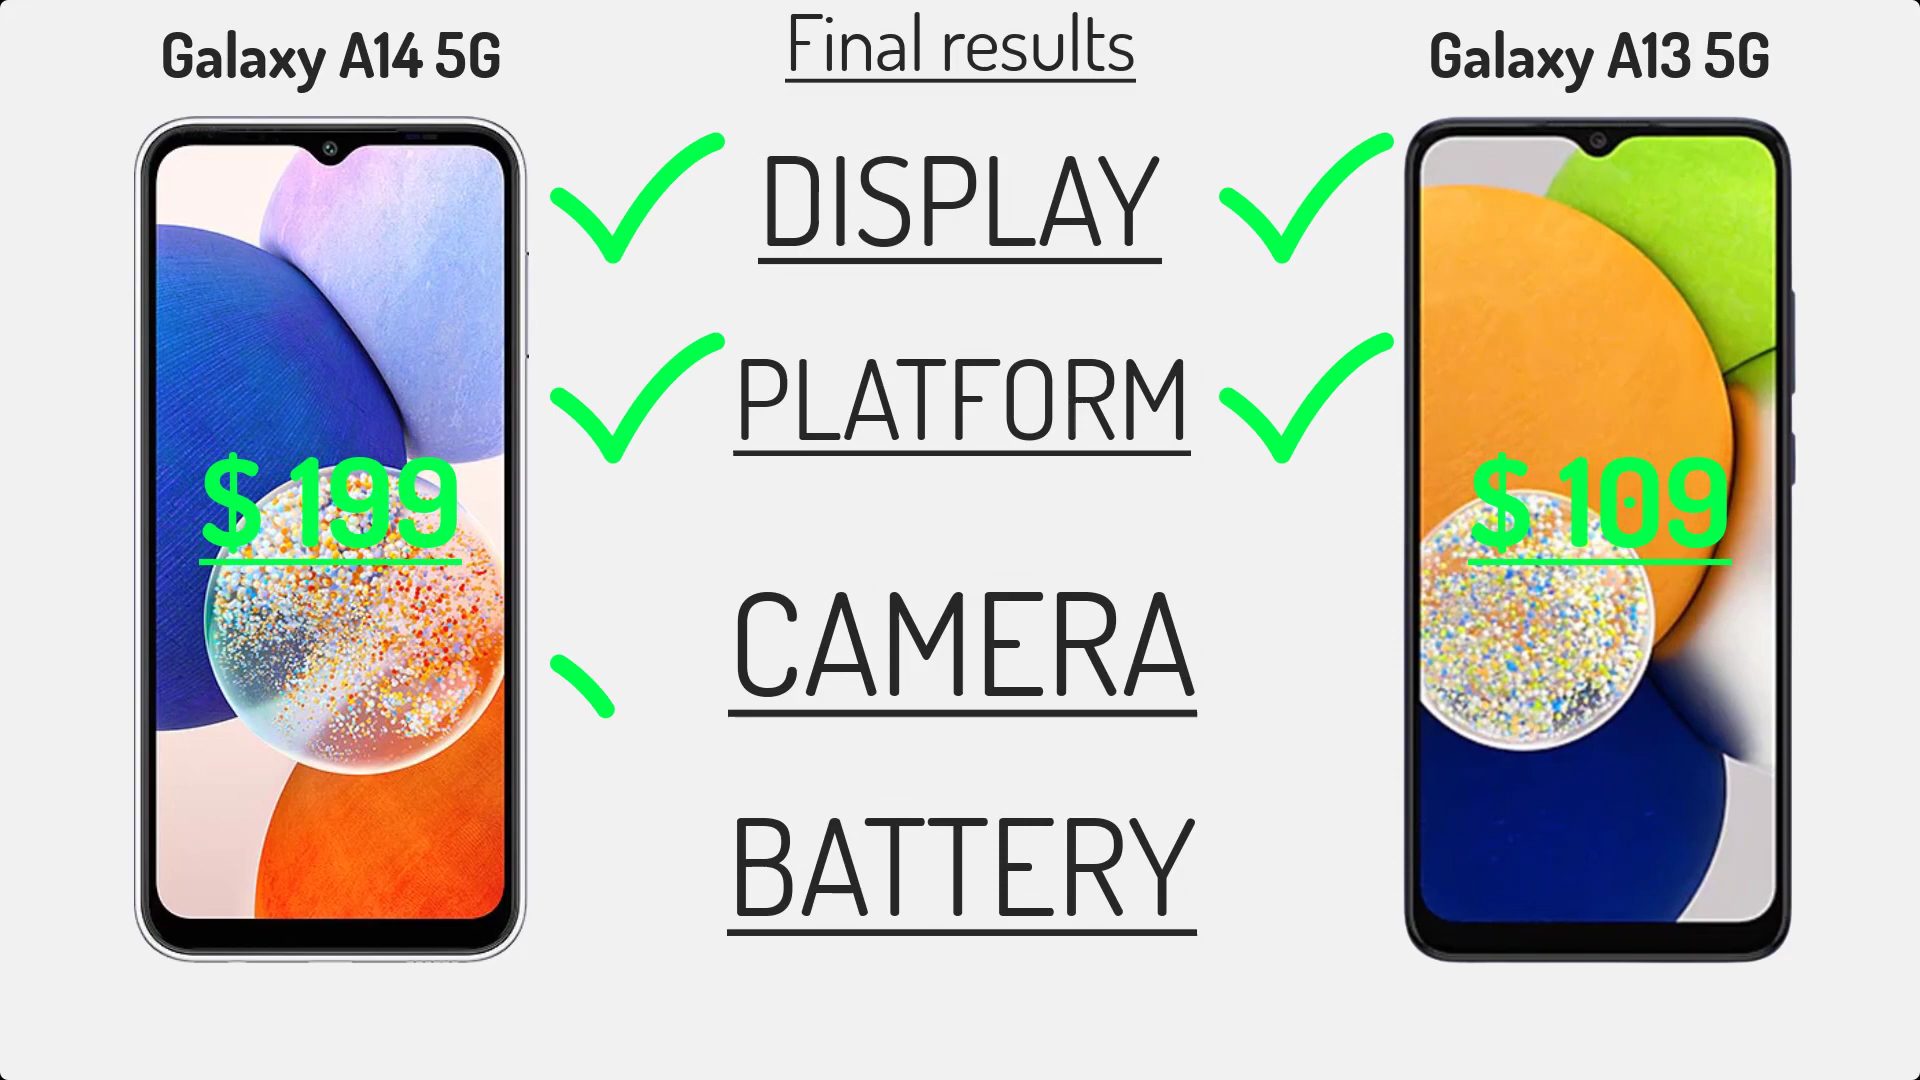 Galaxy A14 5G
Final results
Galaxy A13 5G
DISPLAY
PLATFORM
$ 199
$ 109
CAMERA
BATTERY